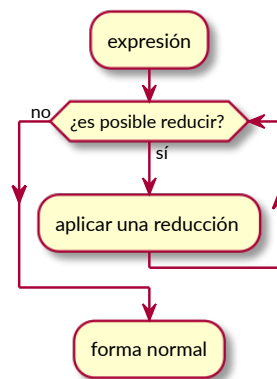 expresión
no
¿es posible reducir?
sí
aplicar una reducción
forma normal